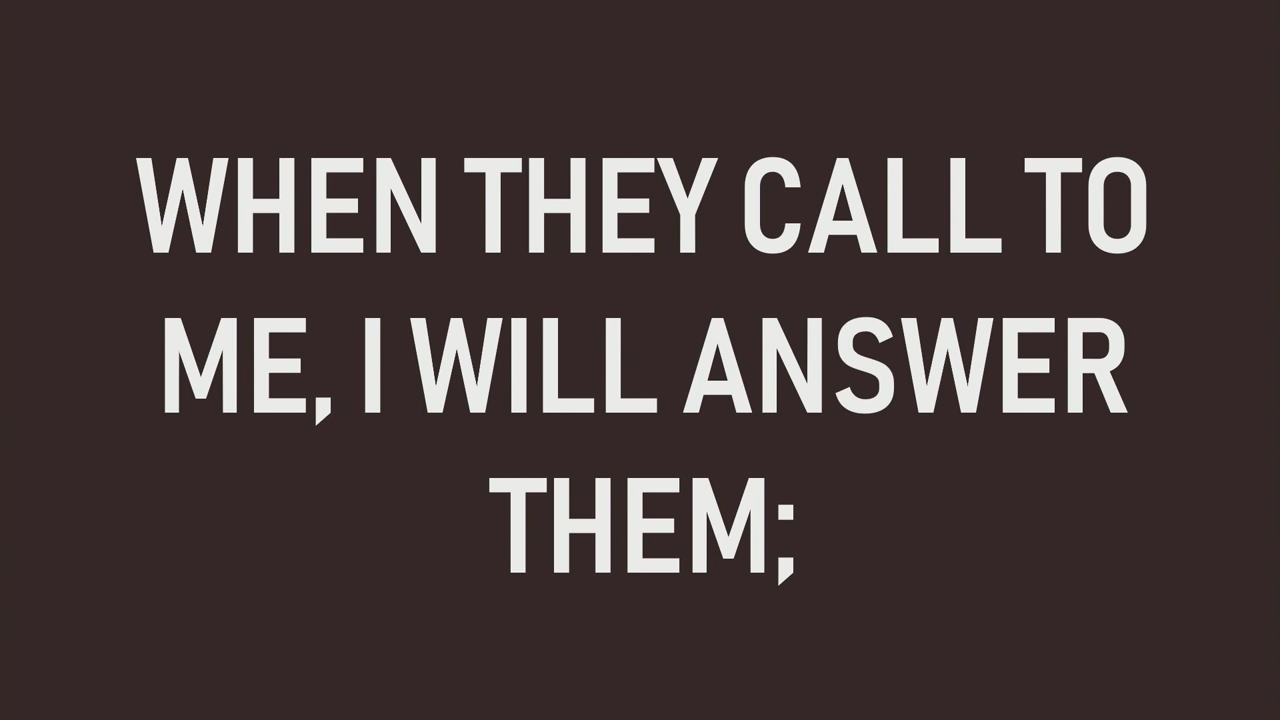 WHEN THEY CALL TO
ME, I WILL ANSWER
THEM;